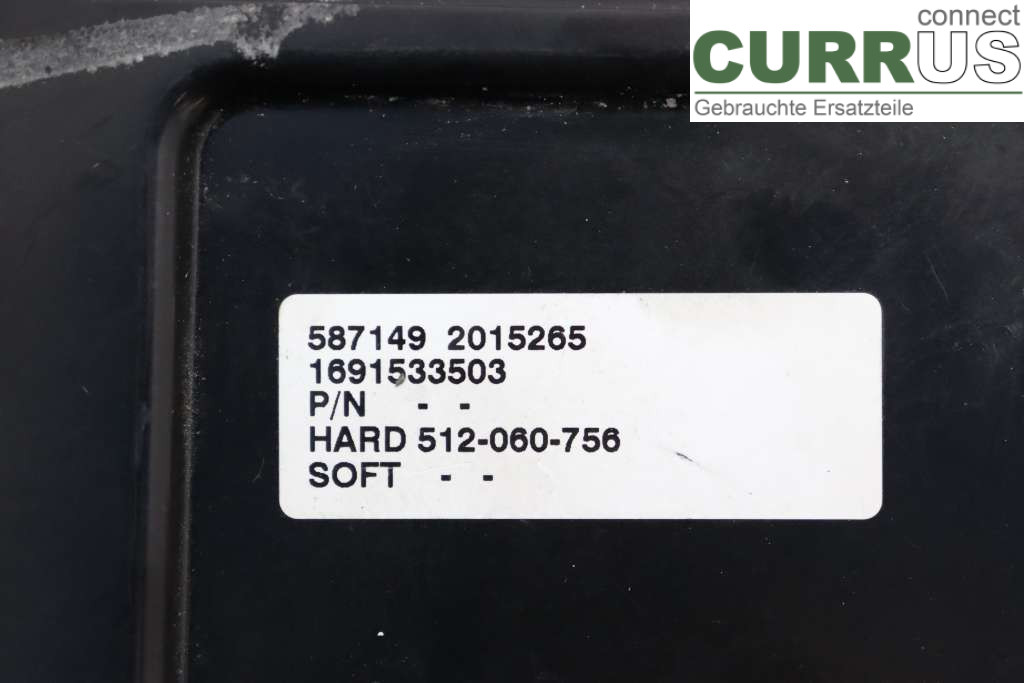 connect
CURRUS
Gebrauchte Ersatzteile
587149 2015265
1691533503
P/N - -
HARD 512-060-756
SOFT - -